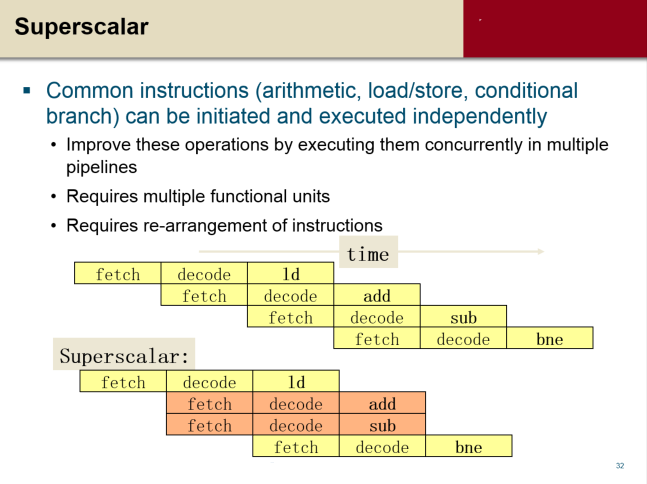 Superscalar
▪ Common instructions (arithmetic, load/store, conditional
branch) can be initiated and executed independently
• Improve these operations by executing them concurrently in multiple
pipelines
• Requires multiple functional units
• Requires re-arrangement of instructions
time
fetch decode ld
fetch decode add
fetch decode sub
fetch decode bne
Superscalar:
fetch decode ld
fetch decode add
fetch decode sub
fetch decode bne
32